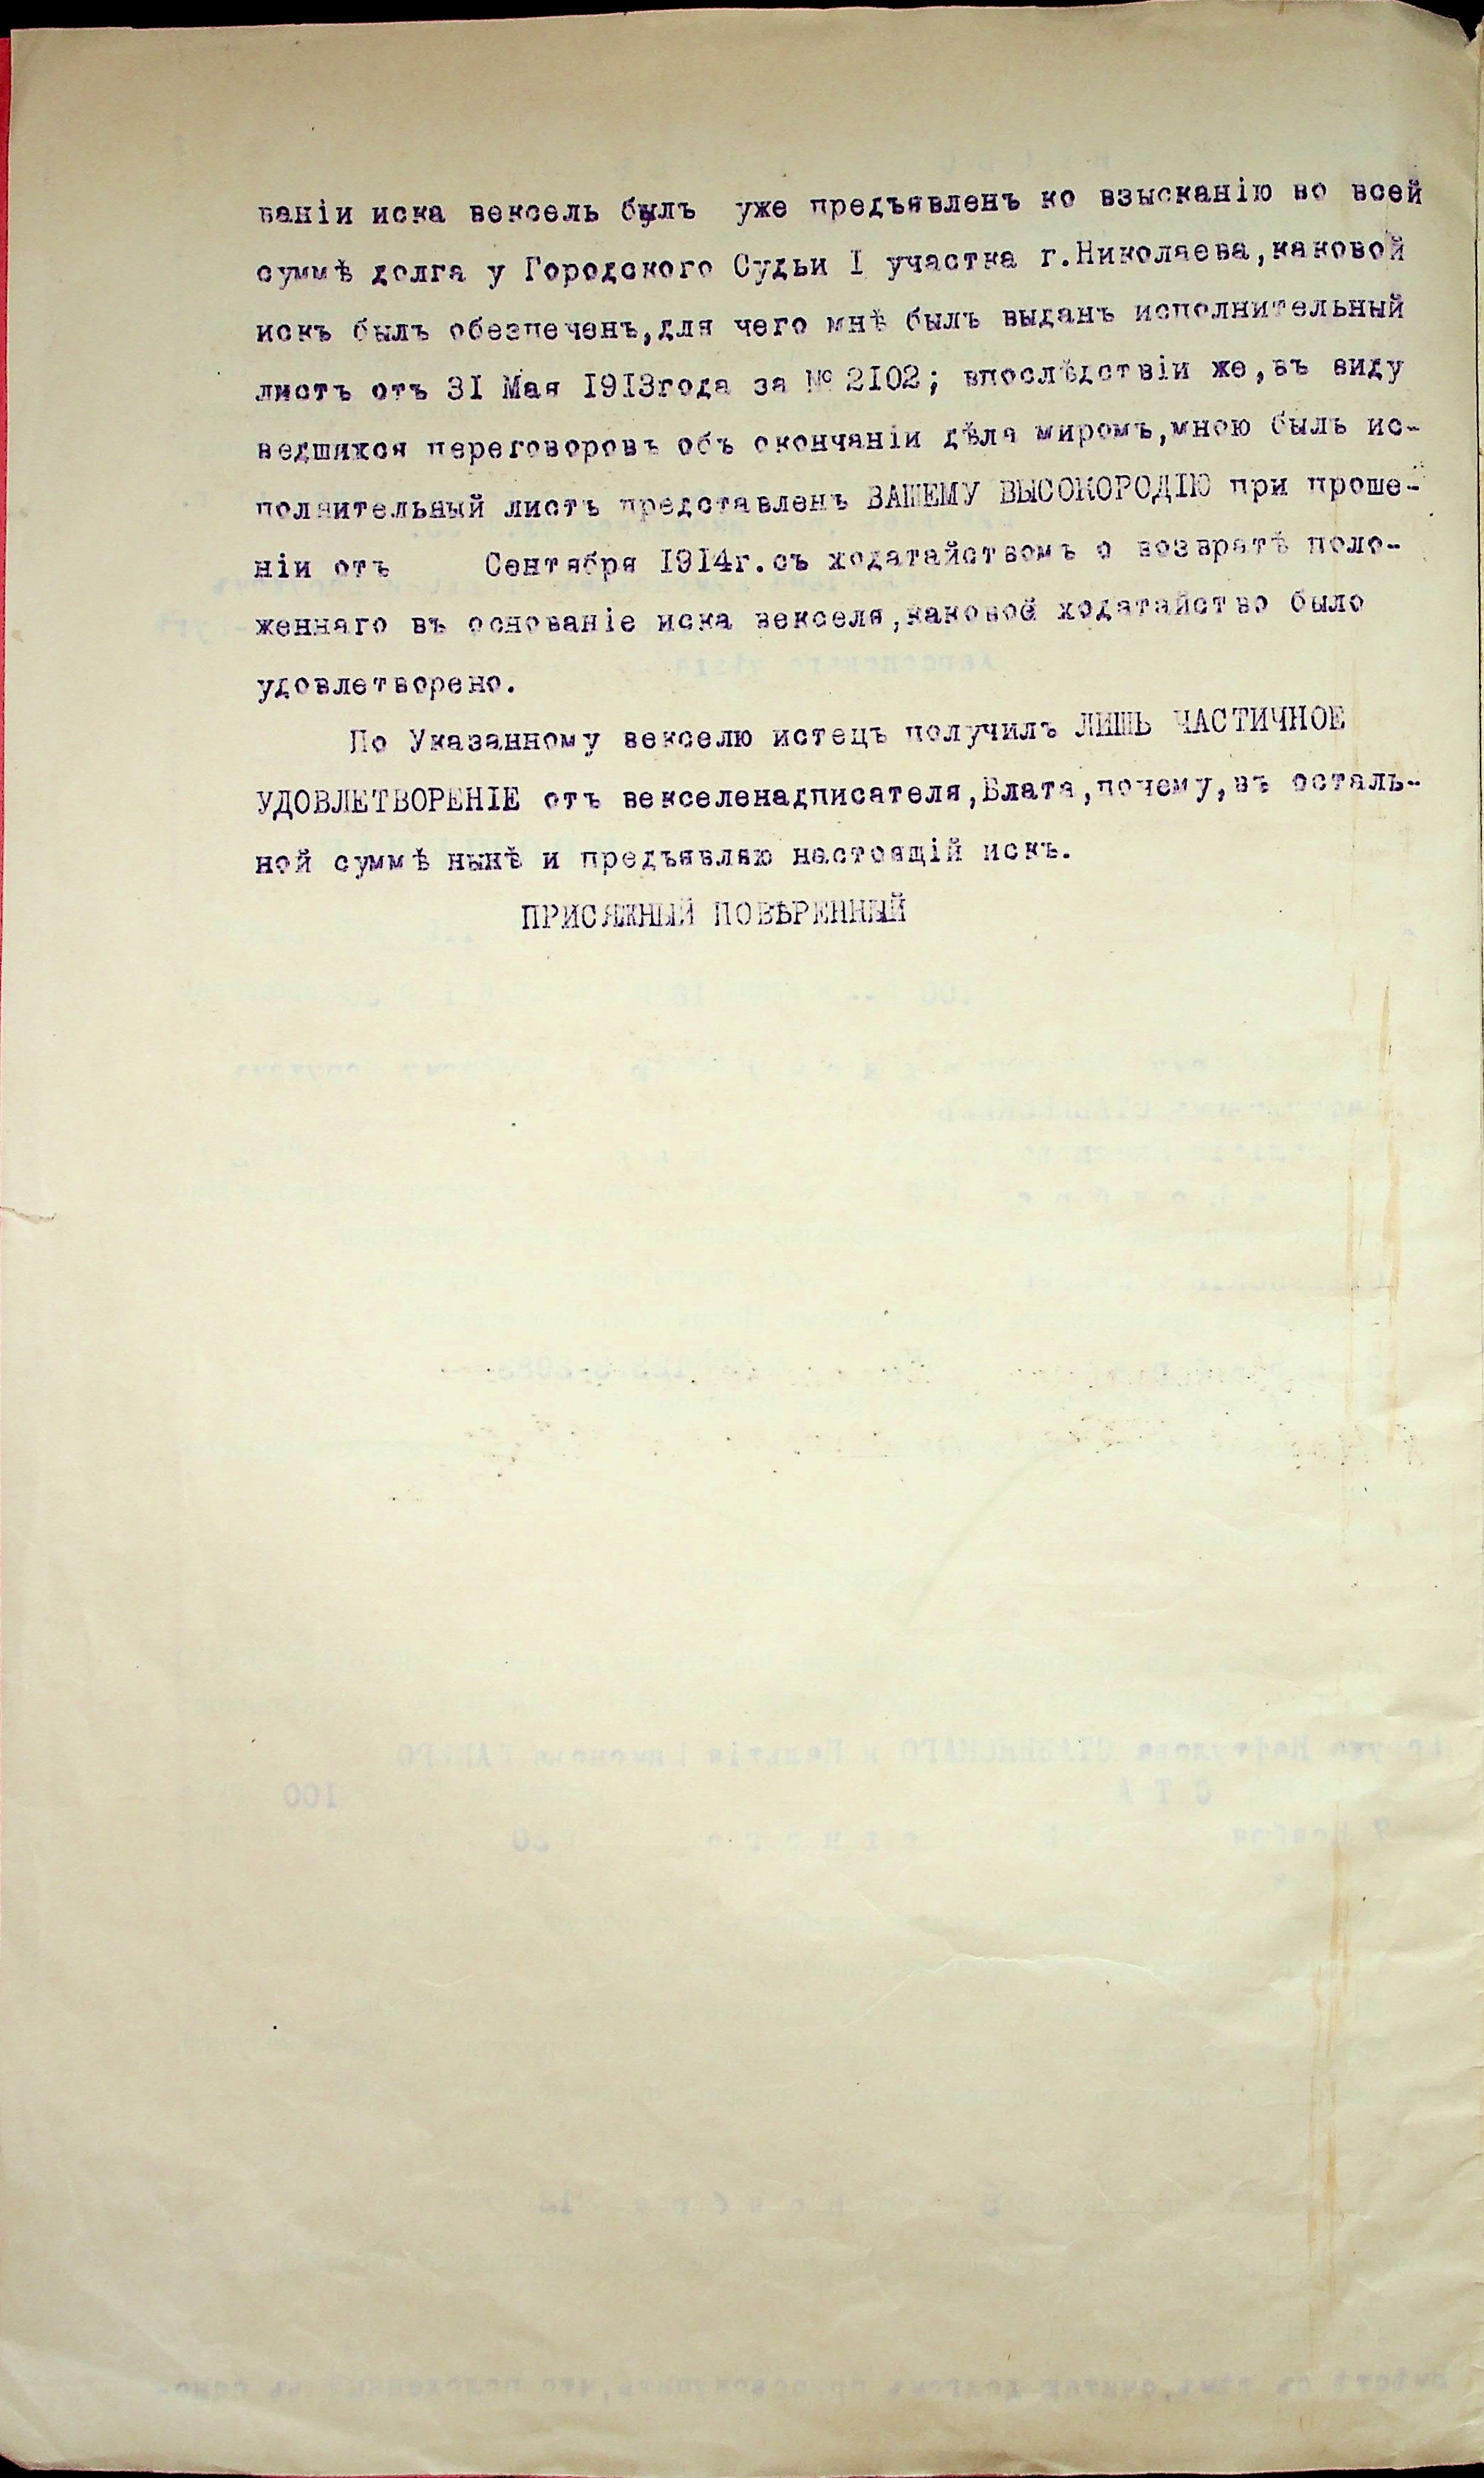 ваніи иска вексель былъ уже предъявленъ ко взысканію во всей
суммѣ долга у Городского Судьи I участка г.Николаева,каковой
искъ былъ обезпеченъ,для чего мнѣ былъ выданъ исполнительный
листъ отъ 31 Мая 1913года за № 2102; впослѣдствіи же,въ виду
ведшихся переговоровъ объ окончаніи дѣла миромъ,мною былъ ис-
полнительный листъ представленъ ВАШЕМУ ВЫСОКОРОДІЮ при проше-
ніи отъ Сентября 1914г.съ ходатайствомъ о возвратѣ поло-
женнаго въ основаніе иска векселя,каковое ходатайство было
удовлетворено.
По Указанному векселю истецъ получилъ ЛИШЬ ЧАСТИЧНОЕ
УДОВЛЕТВОРЕНІЕ отъ векселенадписателя,Блата,почему,въ осталь-
ной суммѣ нынѣ и предъявляю настоящій искъ.
ПРИСЯЖНЫЙ ПОВѢРЕННЫЙ